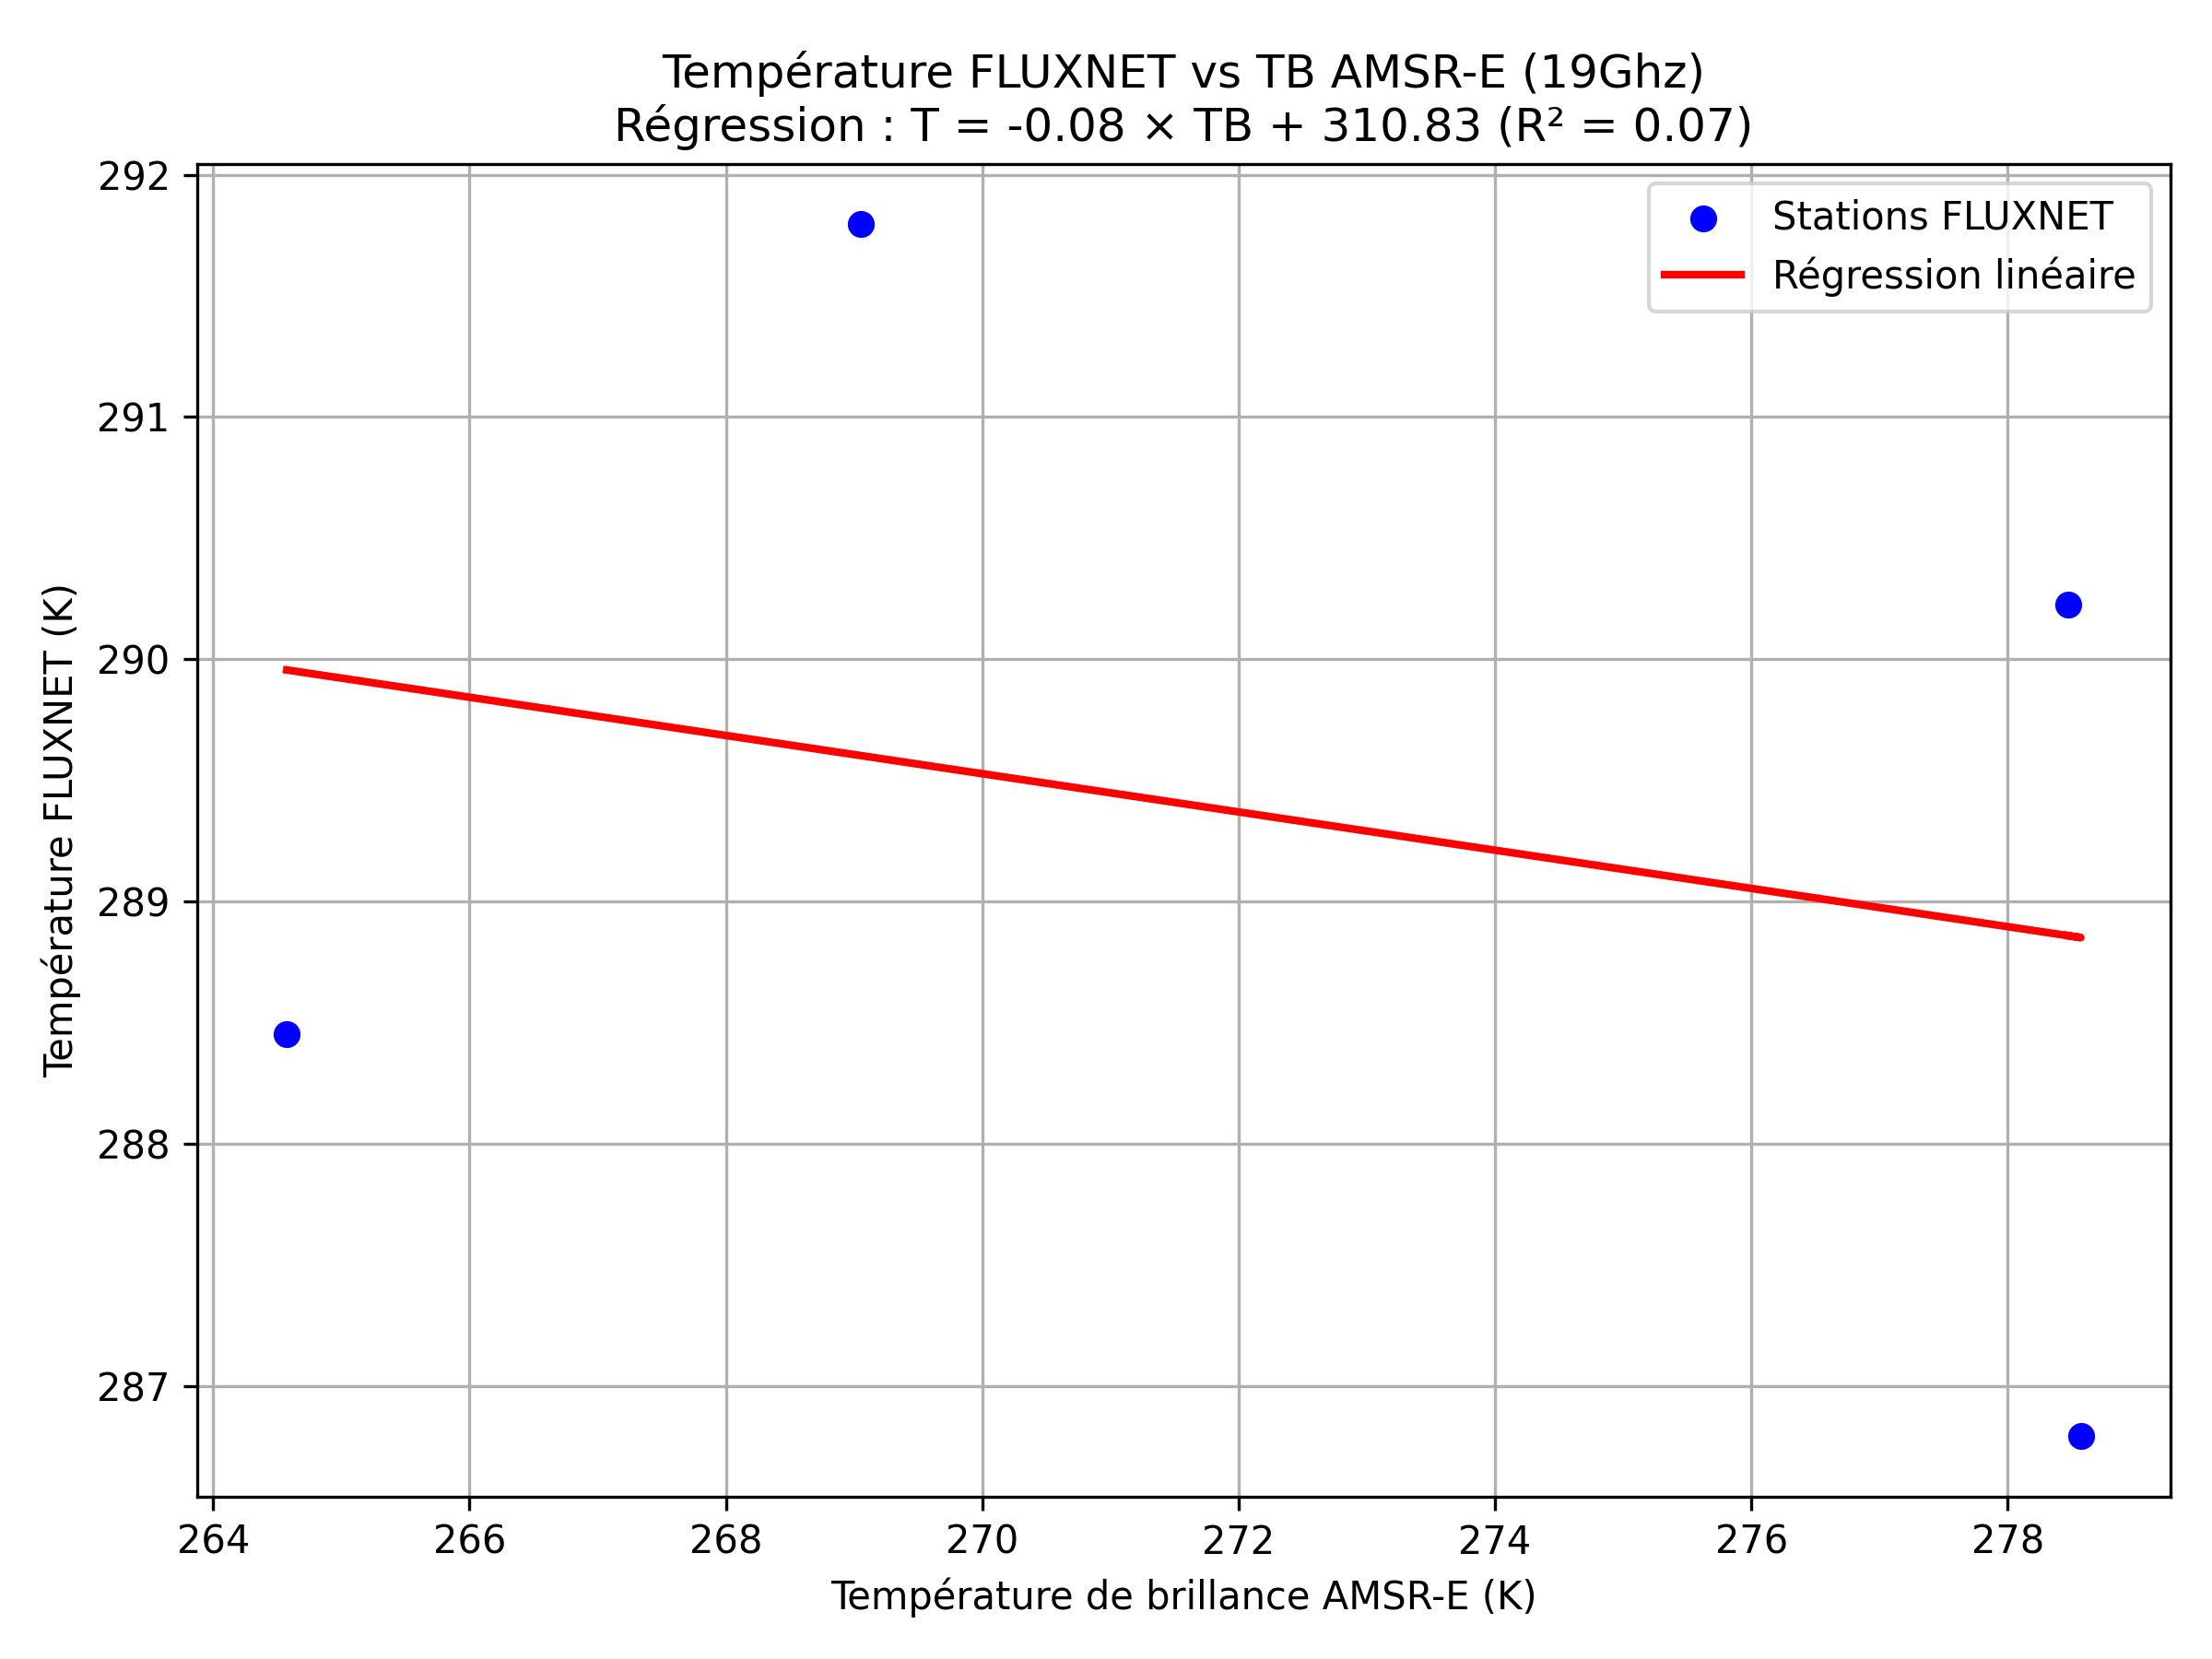 Température FLUXNET vs TB AMSR-E (19Ghz)
Régression : T = -0.08 × TB + 310.83 (R² = 0.07)
Stations FLUXNET
Régression linéaire
Température FLUXNET (K)
292
291
290
289
288
287
264 266 268 270 272 274 276 278
Température de brillance AMSR-E (K)